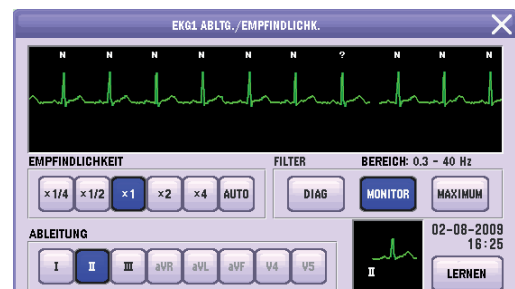 EKG1 ABLTG./EMPFINDLICHK.
N N N N N N ? N N N
EMPFINDLICHKEIT FILTER BEREICH: 0.3 - 40 Hz
×1/4 ×1/2 ×1 ×2 ×4 AUTO DIAG MONITOR MAXIMUM
ABLEITUNG 02-08-2009
16:25
I II III aVR aVL aVF V4 V5 II LERNEN